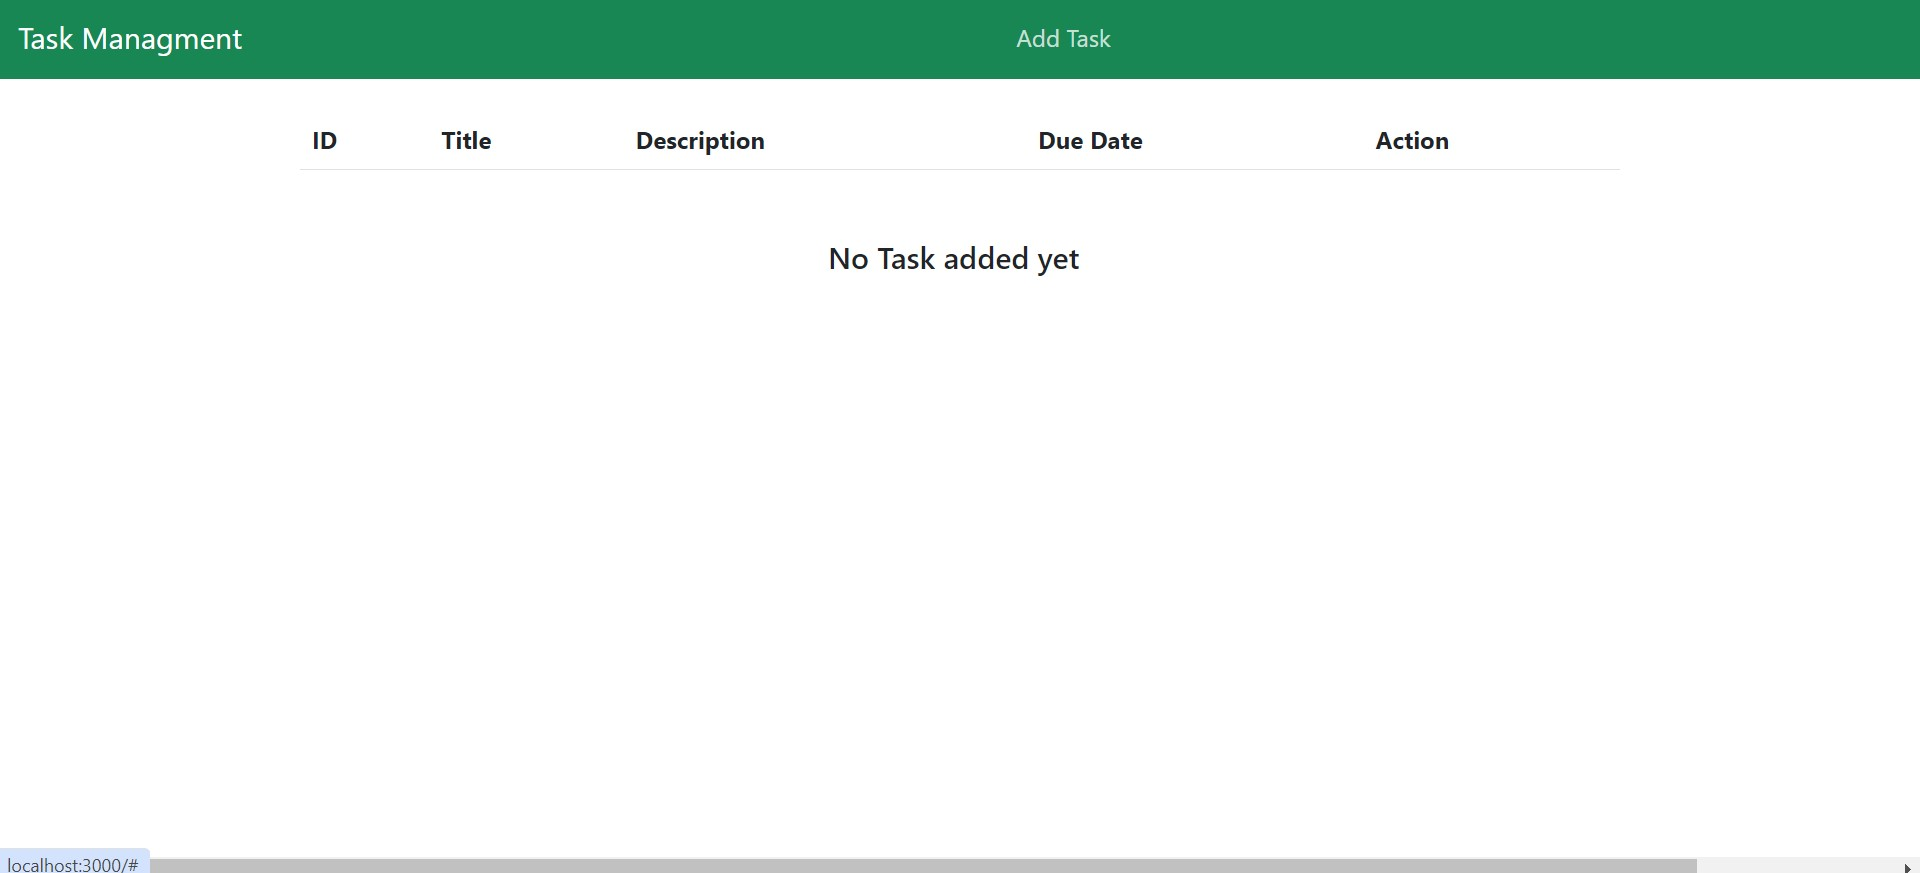 Task Managment Add Task
ID Title Description Due Date Action
No Task added yet
localhost:3000/#